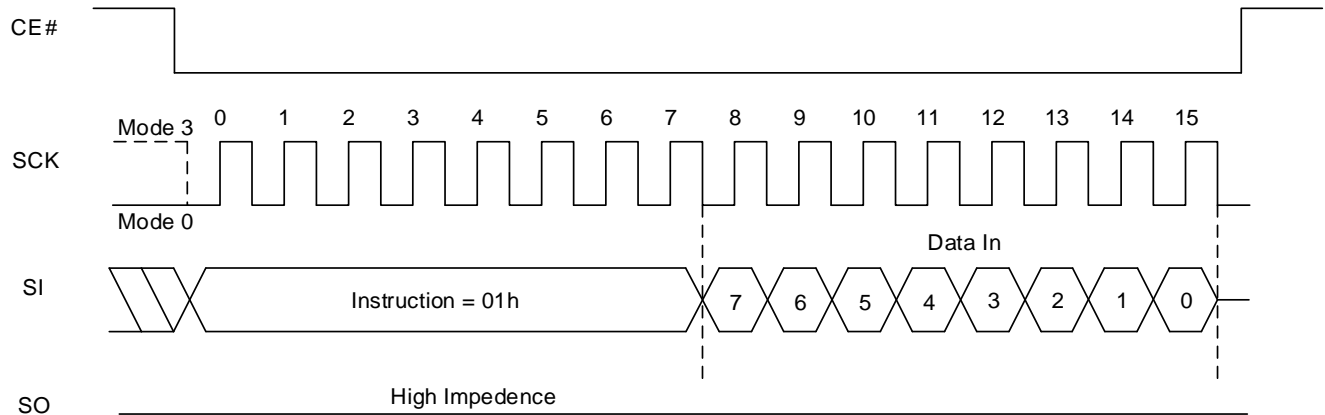 CE#
Mode 3 0 1 2 3 4 5 6 7 8 9 10 11 12 13 14 15
SCK
Mode 0
Data In
SI Instruction = 01h 7 6 5 4 3 2 1 0
High Impedence
SO